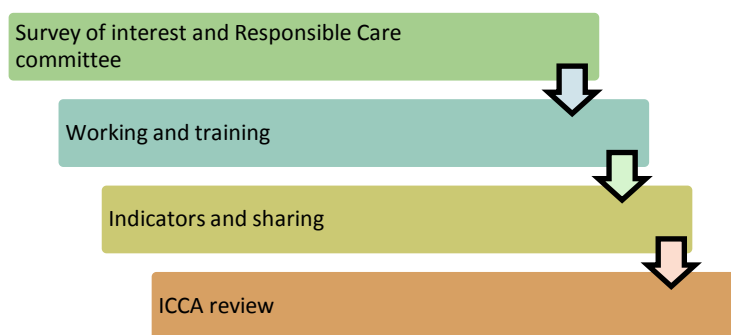 Survey of interest and Responsible Care
committee
Working and training
Indicators and sharing
ICCA review